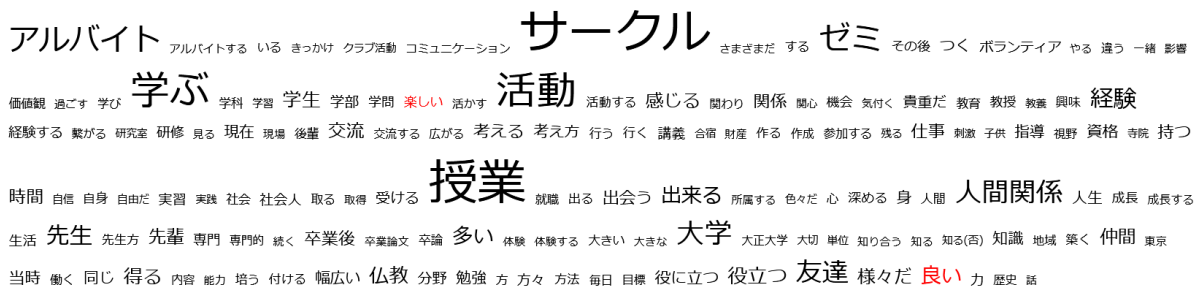 アルバイト アルバイトする いる きっかけ クラブ活動 コミュニケーション サークル さまざまだ する ゼミ その後 つく ボランティア やる 違う 一緒 影響
価値観 過ごす 学び 学ぶ 学科 学習 学生 学部 学問 楽しい 活かす 活動 活動する 感じる 関わり 関係 関心 機会 気付く 貴重だ 教育 教授 教養 興味 経験
経験する 繋がる 研究室 研修 見る 現在 現場 後輩 交流 交流する 広がる 考える 考え方 行う 行く 講義 合宿 財産 作る 作成 参加する 残る 仕事 刺激 子供 指導 視野 資格 寺院 持つ
時間 自信 自身 自由だ 実習 実践 社会 社会人 取る 取得 受ける 授業 就職 出る 出会う 出来る 所属する 色々だ 心 深める 身 人間 人間関係 人生 成長 成長する
生活 先生 先生方 先輩 専門 専門的 続く 卒業後 卒業論文 卒論 多い 体験 体験する 大きい 大きな 大学 大正大学 大切 単位 知り合う 知る 知る(否) 知識 地域 築く 仲間 東京
当時 働く 同じ 得る 内容 能力 培う 付ける 幅広い 仏教 分野 勉強 方 方々 方法 毎日 目標 役に立つ 役立つ 友達 様々だ 良い 力 歴史 話